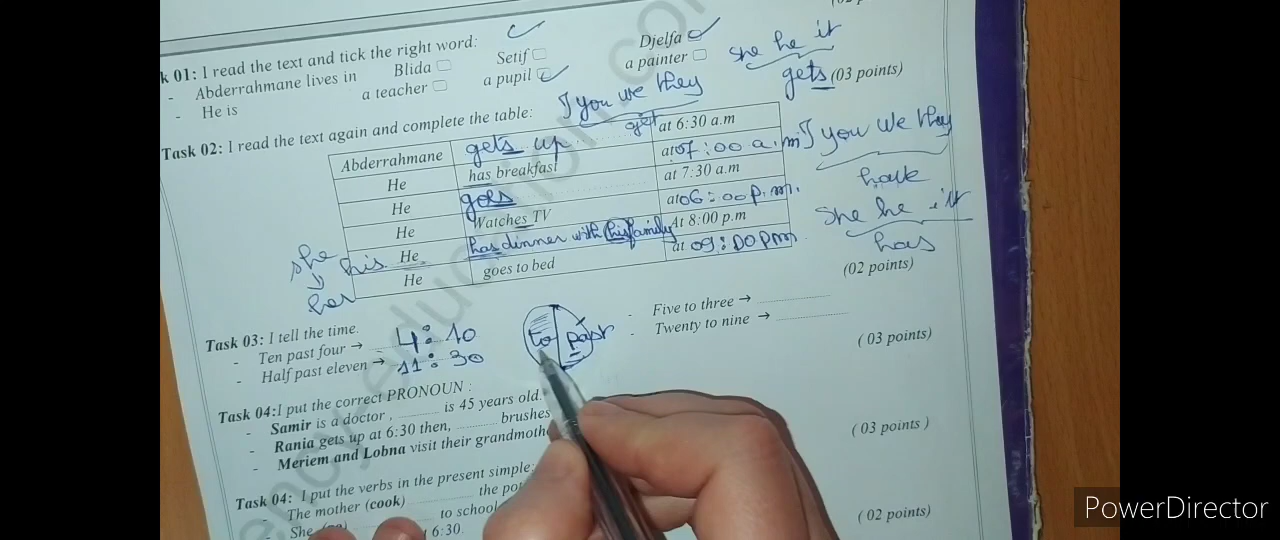 k 01: I read the text and tick the right word:
- Abderrahmane lives in Blida Setif Djelfa
- He is a teacher a pupil a painter
she he it
gets (03 points)
Task 02: I read the text again and complete the table:
I you we they
get
Abderrahmane gets up at 6:30 a.m
He has breakfast at 07:00 a.m
He goes at 7:30 a.m
He Watches TV at 06:00 p.m.
He has dinner with his family At 8:00 p.m
He goes to bed at 09:00 pm
I you we they
have
she he it
has
she his
her
(02 points)
Task 03: I tell the time.
- Ten past four → 4:10
- Half past eleven → 11:30
to past
- Five to three →
- Twenty to nine →
(03 points)
Task 04: I put the correct PRONOUN :
- Samir is a doctor , is 45 years old.
- Rania gets up at 6:30 then, brushes
- Meriem and Lobna visit their
(03 points)
Task 04: I put the verbs in the present simple:
- The mother (cook) the
- She to school
6:30.
(02 points)
PowerDirector